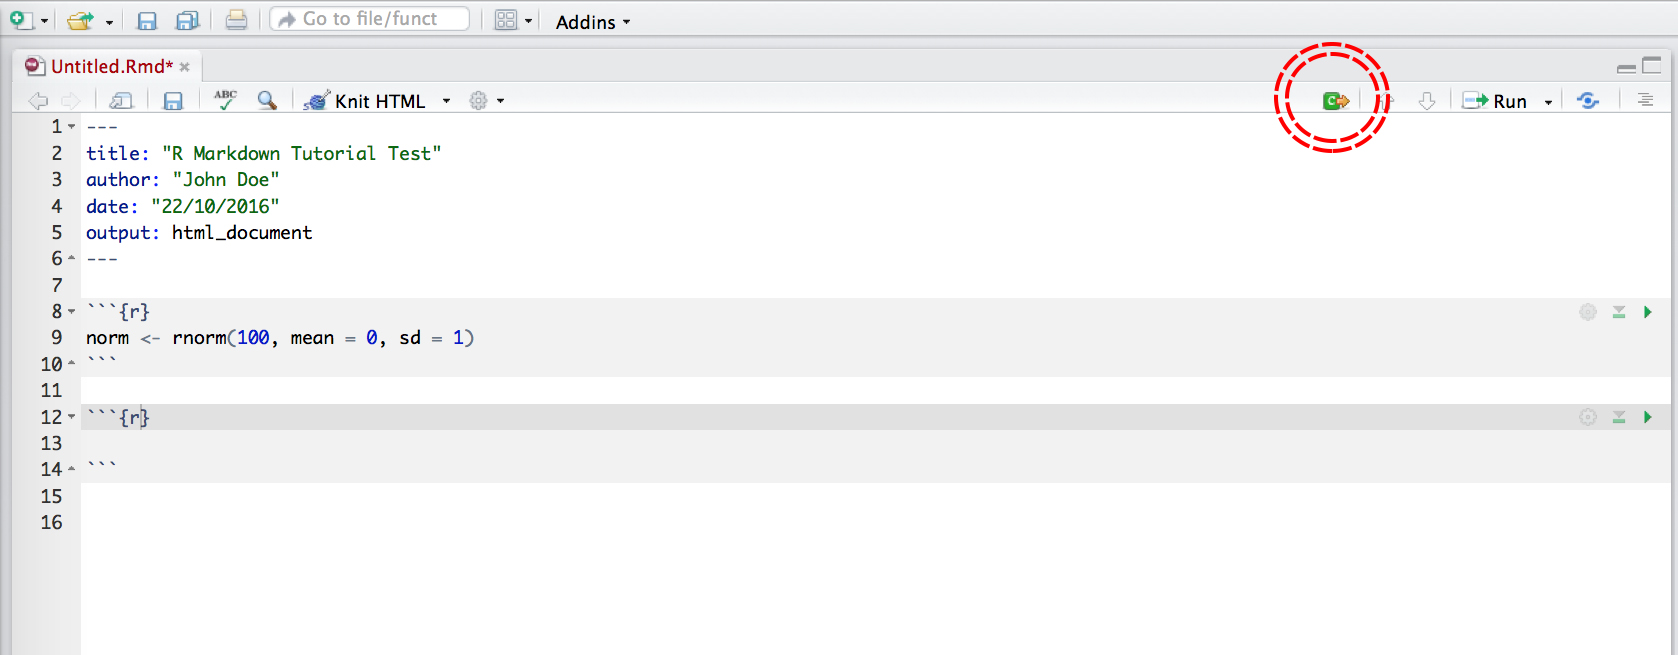 Go to file/funct
Addins
Untitled.Rmd*
ABC
Knit HTML
C
Run
1 ---
2 title: "R Markdown Tutorial Test"
3 author: "John Doe"
4 date: "22/10/2016"
5 output: html_document
6 ---
7
8 ```{r}
9 norm <- rnorm(100, mean = 0, sd = 1)
10 ```
11
12 ```{r}
13
14 ```
15
16